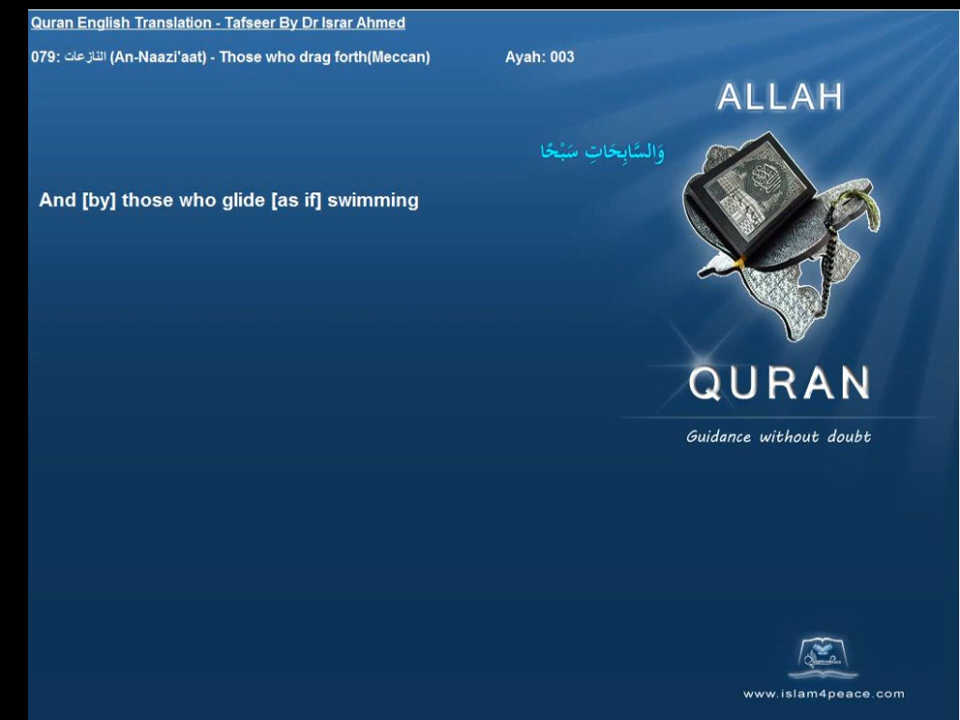 Quran English Translation - Tafseer By Dr Israr Ahmed
079: النازعات (An-Naazi'aat) - Those who drag forth(Meccan) Ayah: 003
ALLAH
وَالسَّابِحَاتِ سَبْحًا
And [by] those who glide [as if] swimming
QURAN
Guidance without doubt
www.islam4peace.com